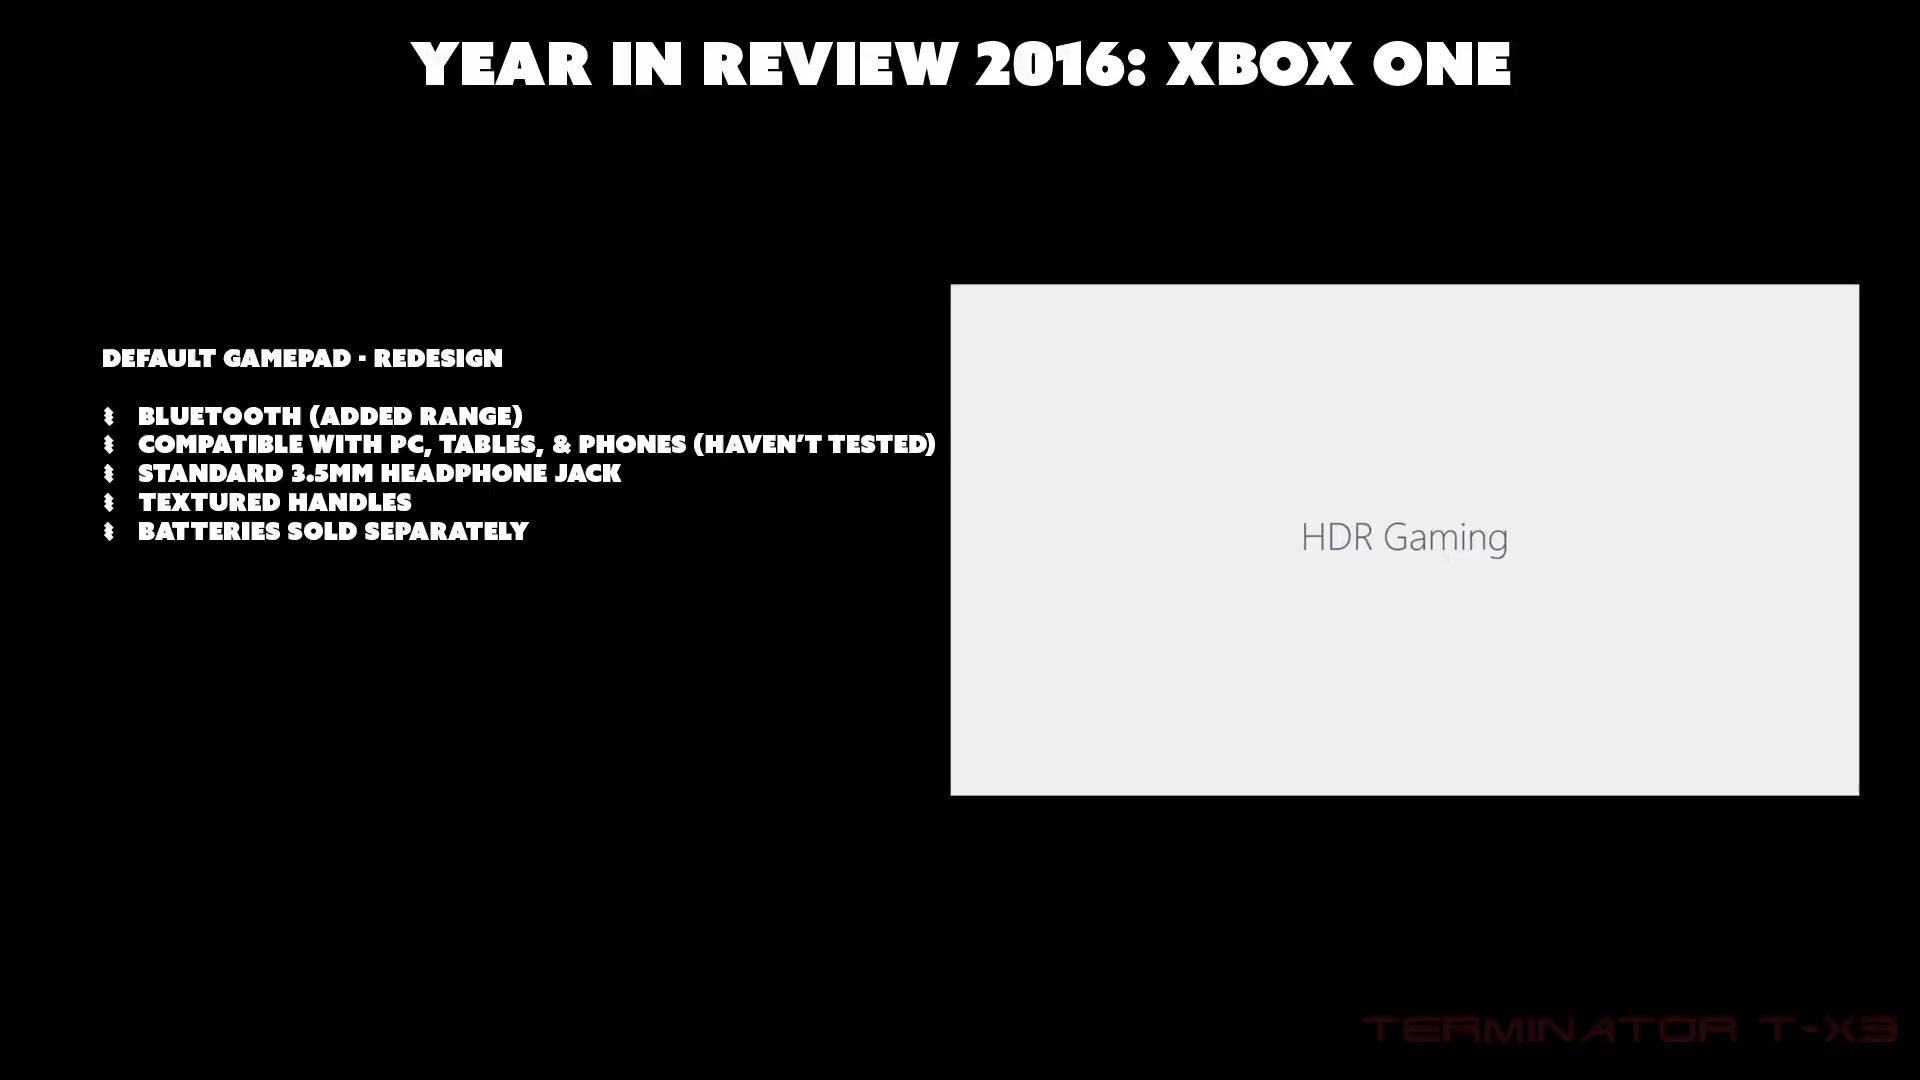 YEAR IN REVIEW 2016: XBOX ONE
DEFAULT GAMEPAD - REDESIGN
BLUETOOTH (ADDED RANGE)
COMPATIBLE WITH PC, TABLES, & PHONES (HAVEN'T TESTED)
STANDARD 3.5MM HEADPHONE JACK
TEXTURED HANDLES
BATTERIES SOLD SEPARATELY
HDR Gaming
TERMINATOR T-X3